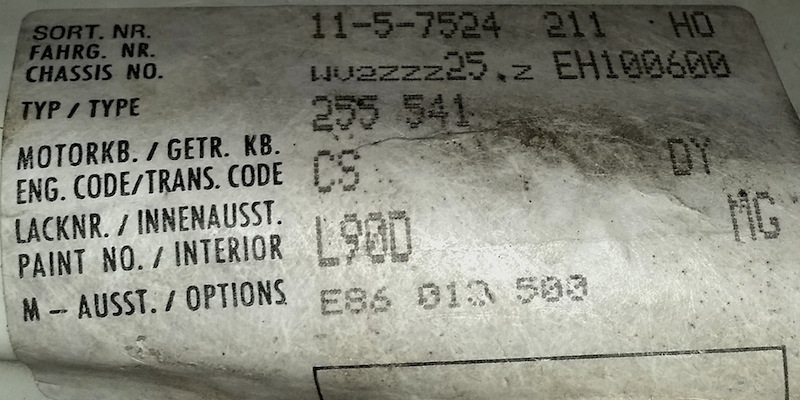 SORT. NR. 11-5-7524 211 HO
FAHRG. NR.
CHASSIS NO. WV2ZZZ25.Z EH100600
TYP / TYPE 255 541
MOTORKB. / GETR. KB.
ENG. CODE/TRANS. CODE CS DY
LACKNR. / INNENAUSST.
PAINT NO. / INTERIOR L90D MG
M - AUSST. / OPTIONS E86 013 500